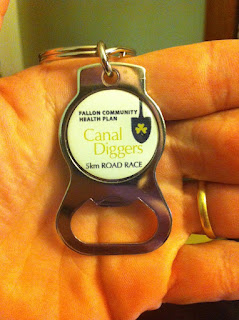 FALLON COMMUNITY
HEALTH PLAN
Canal
Diggers
5km ROAD RACE